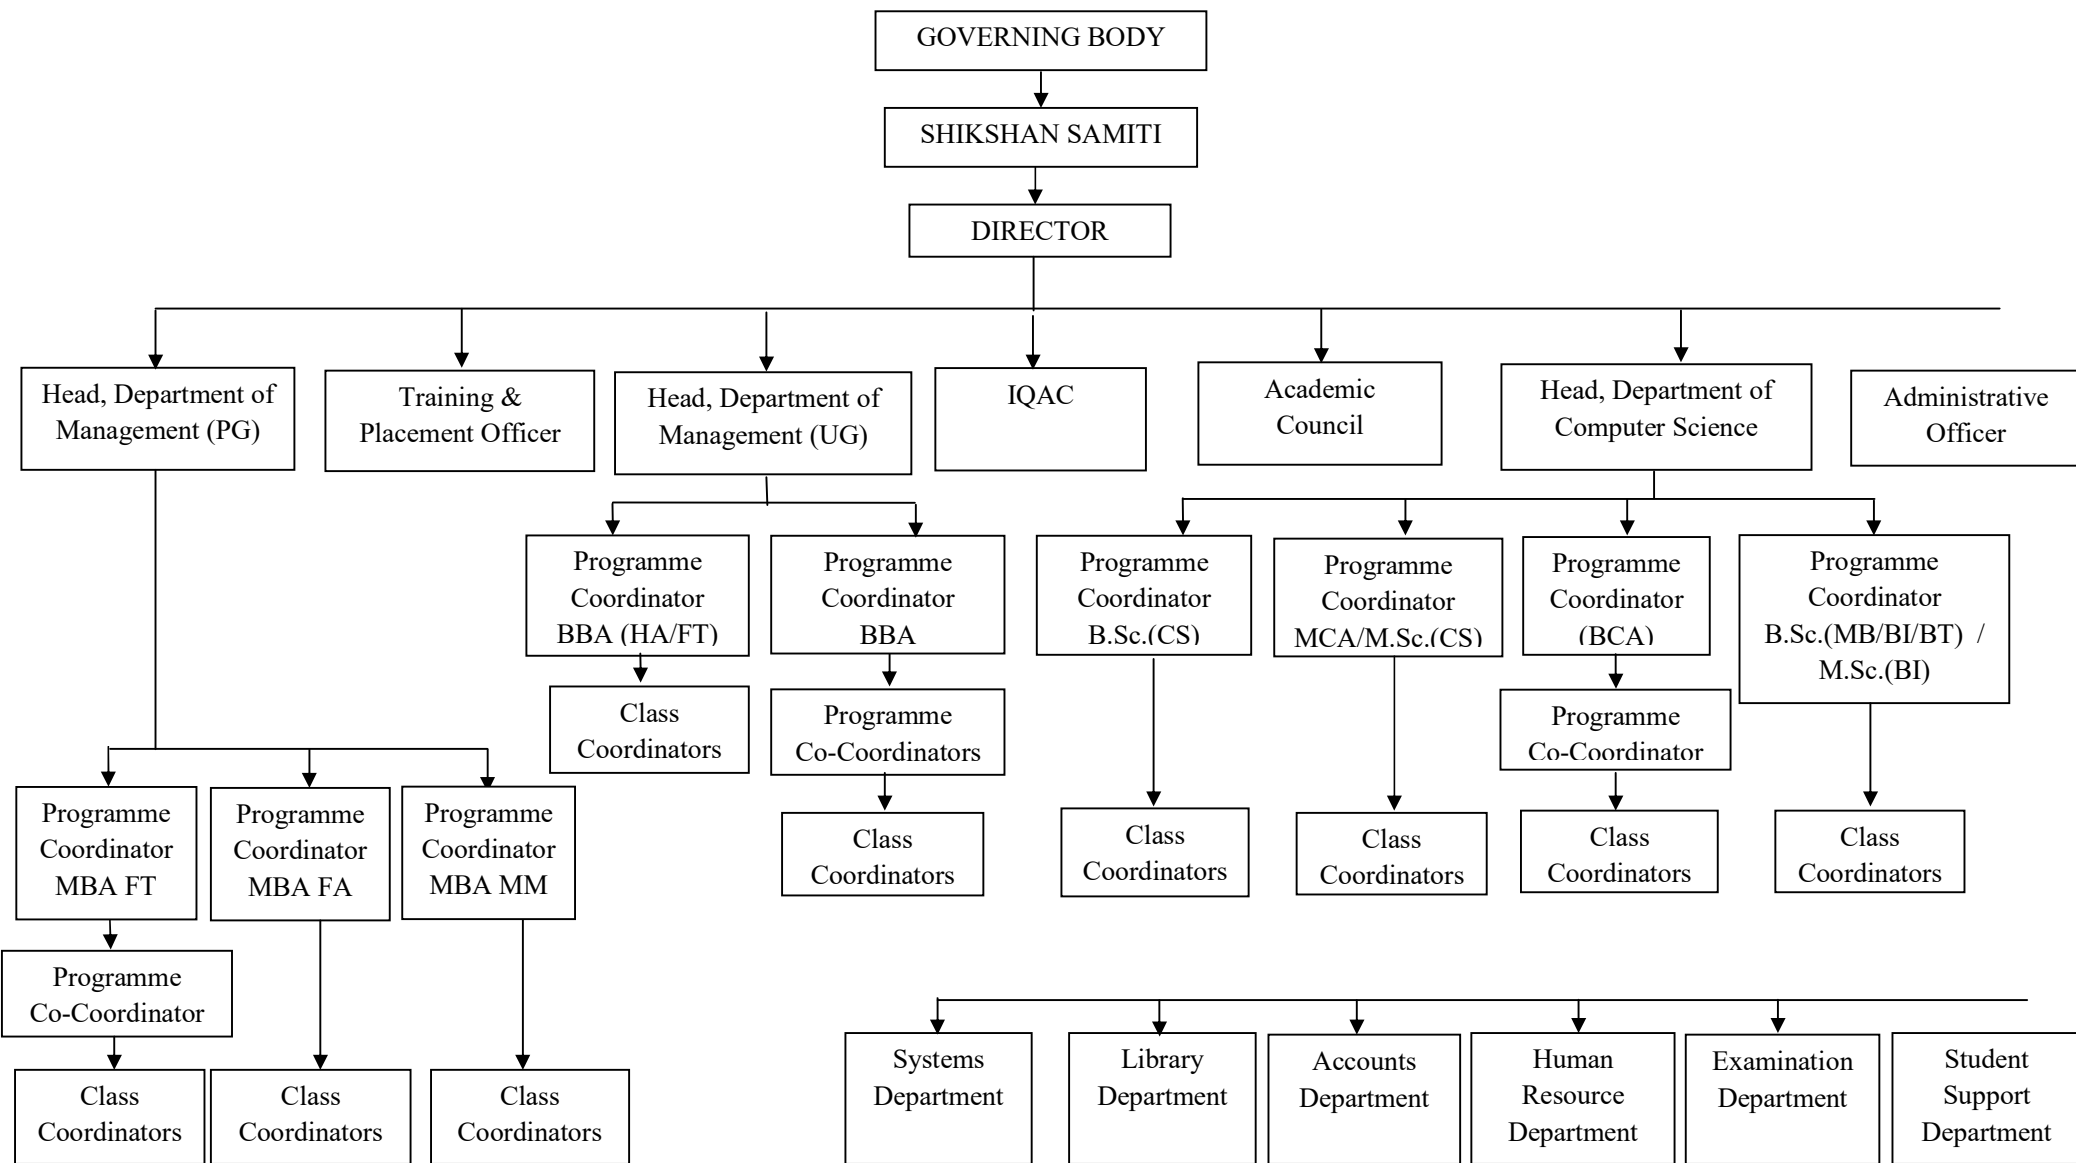 GOVERNING BODY
SHIKSHAN SAMITI
DIRECTOR
Head, Department of
Management (PG)
Training &
Placement Officer
Head, Department of
Management (UG)
IQAC
Academic
Council
Head, Department of
Computer Science
Administrative
Officer
Programme
Coordinator
BBA (HA/FT)
Programme
Coordinator
BBA
Programme
Coordinator
B.Sc.(CS)
Programme
Coordinator
MCA/M.Sc.(CS)
Programme
Coordinator
(BCA)
Programme
Coordinator
B.Sc.(MB/BI/BT) /
M.Sc.(BI)
Class
Coordinators
Programme
Co-Coordinators
Programme
Co-Coordinator
Programme
Coordinator
MBA FT
Programme
Coordinator
MBA FA
Programme
Coordinator
MBA MM
Class
Coordinators
Class
Coordinators
Class
Coordinators
Class
Coordinators
Class
Coordinators
Programme
Co-Coordinator
Systems
Department
Library
Department
Accounts
Department
Human
Resource
Department
Examination
Department
Student
Support
Department
Class
Coordinators
Class
Coordinators
Class
Coordinators